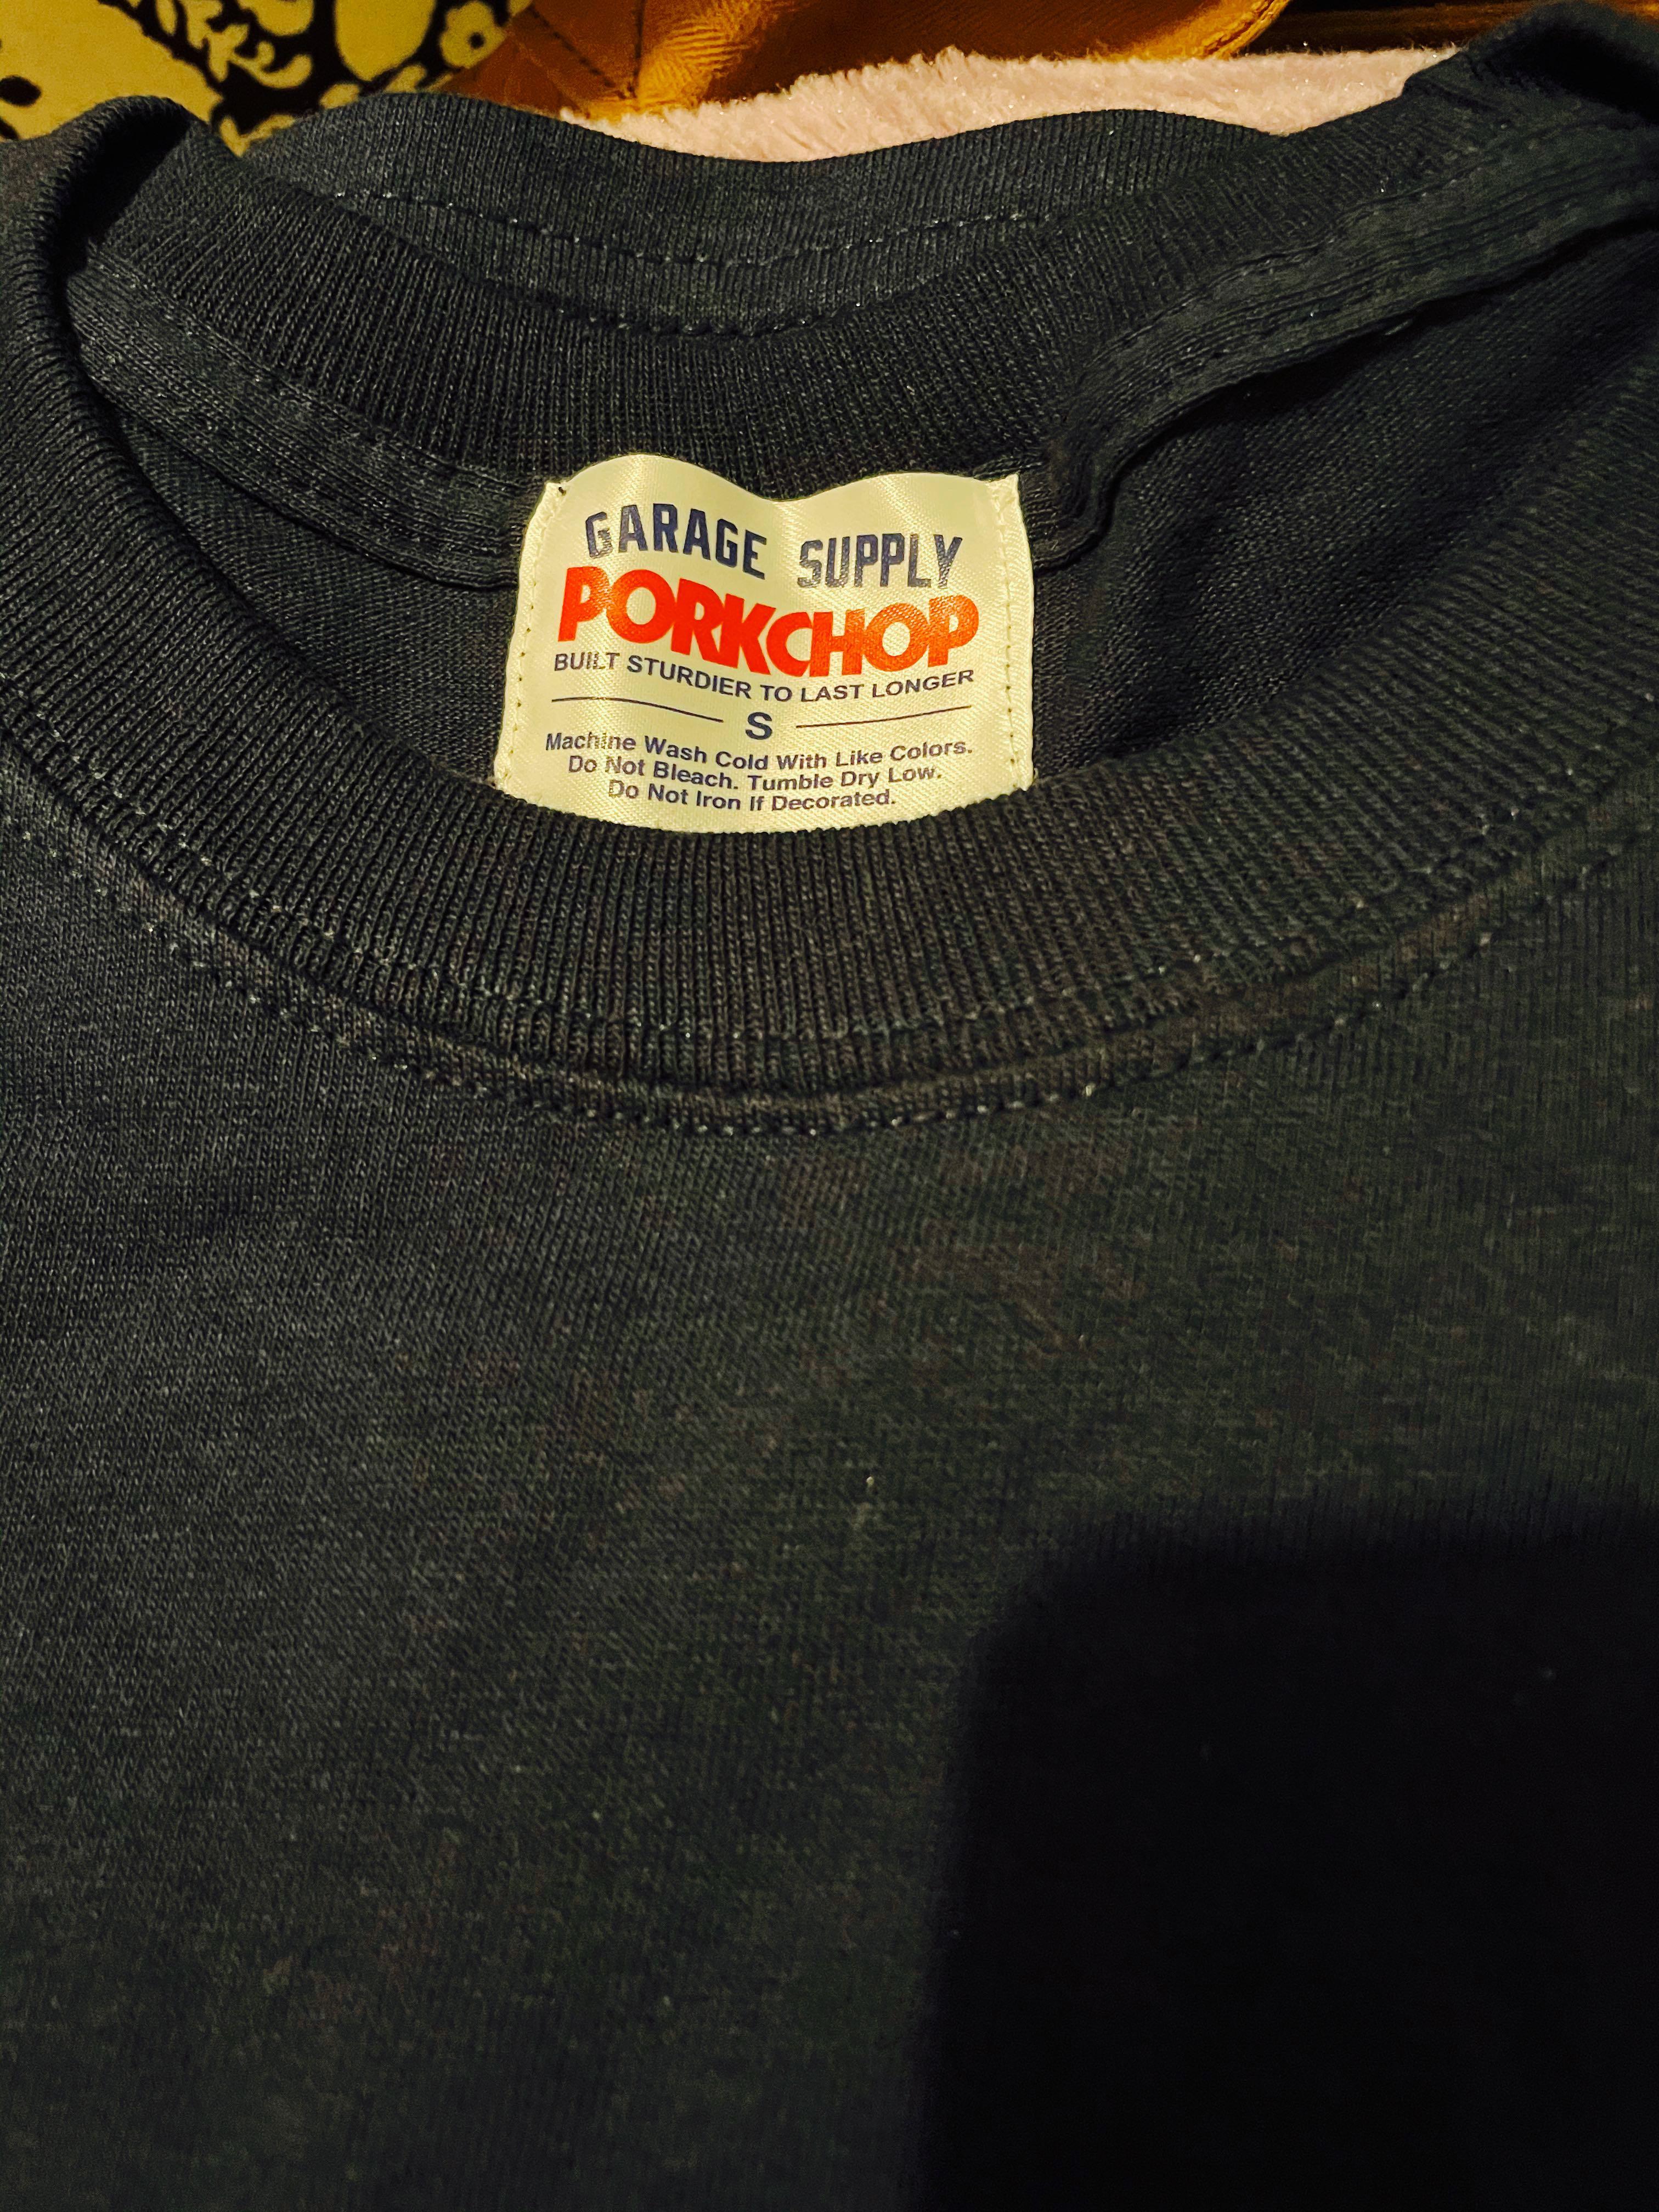 GARAGE SUPPLY
PORKCHOP
BUILT STURDIER TO LAST LONGER
S
Machine Wash Cold With Like Colors.
Do Not Bleach. Tumble Dry Low.
Do Not Iron If Decorated.